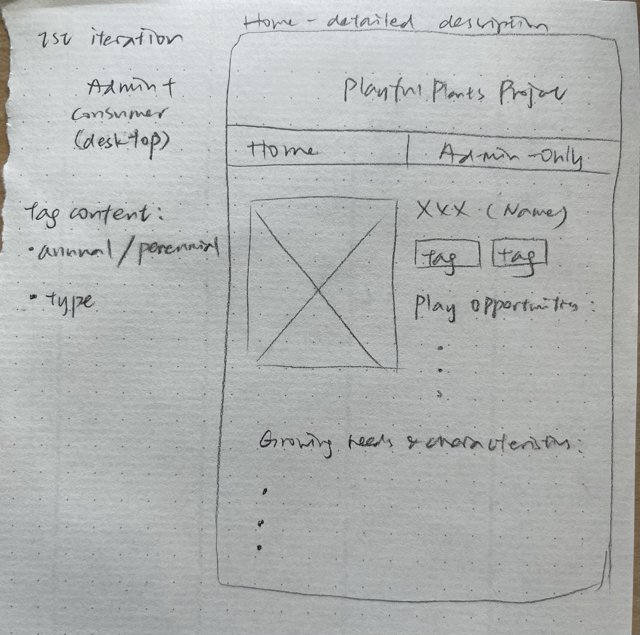 1st iteration
Admin +
consumer
(desktop)
Tag content:
• annual/perennial
• type
Home - detailed description
Playful Plants Project
Home
Admin-only
XXX (Name)
tag
tag
Play opportunities:
Growing needs & characteristics: